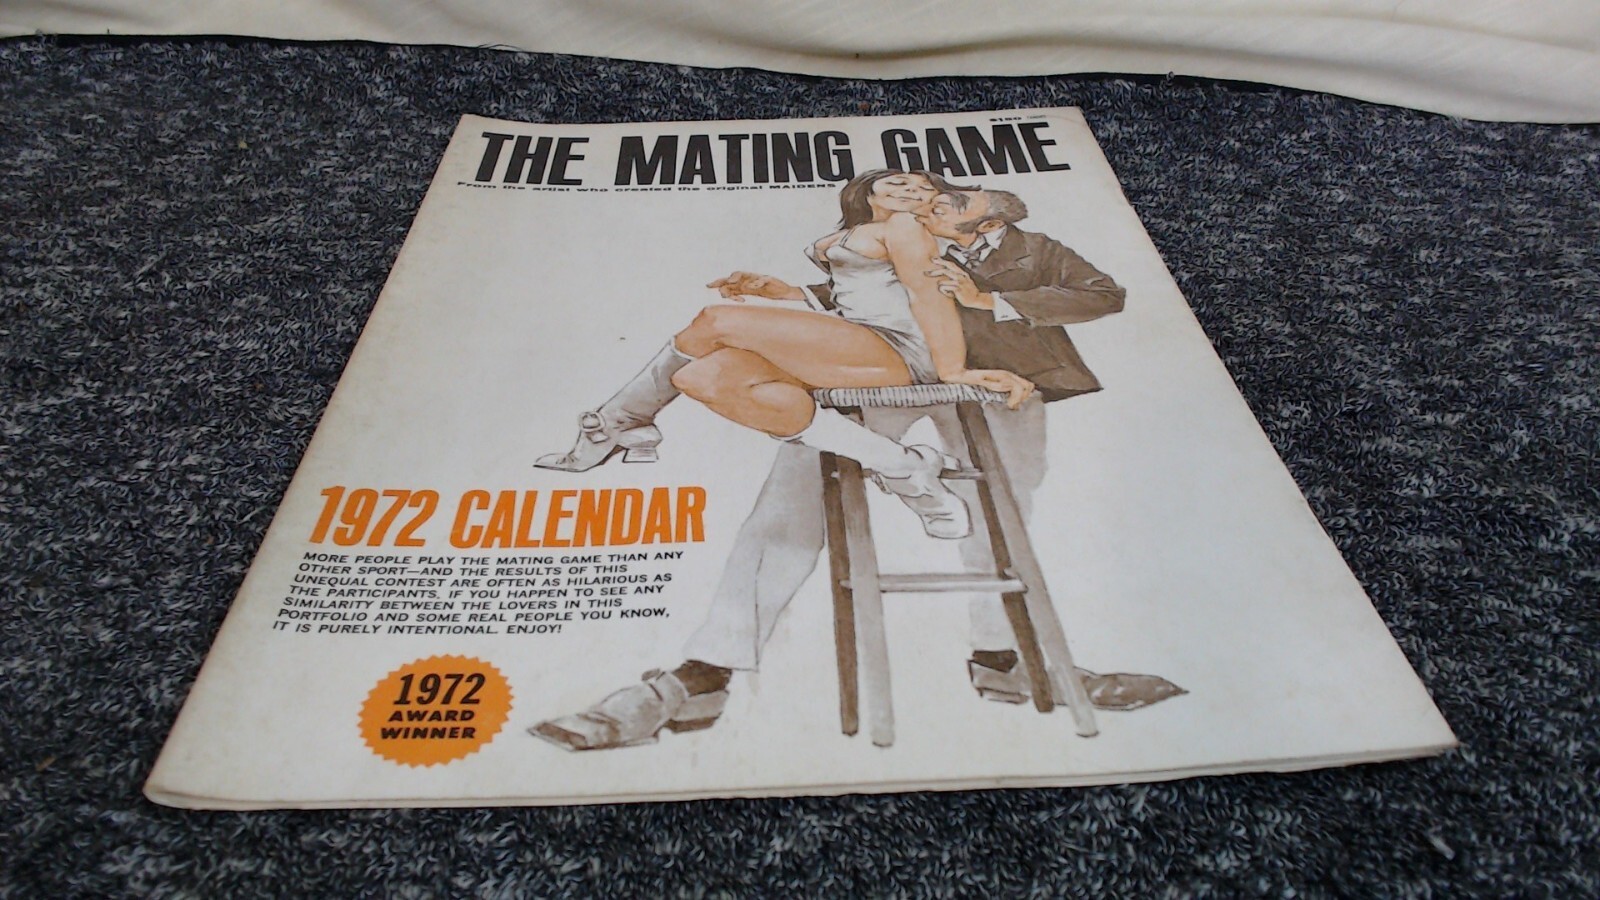 $1.50
THE MATING GAME
From the artist who created the original MAIDENS
1972 CALENDAR
MORE PEOPLE PLAY THE MATING GAME THAN ANY
OTHER SPORT—AND THE RESULTS OF THIS
UNEQUAL CONTEST ARE OFTEN AS HILARIOUS AS
THE PARTICIPANTS. IF YOU HAPPEN TO SEE ANY
SIMILARITY BETWEEN THE LOVERS IN THIS
PORTFOLIO AND SOME REAL PEOPLE YOU KNOW,
IT IS PURELY INTENTIONAL. ENJOY!
1972
AWARD
WINNER